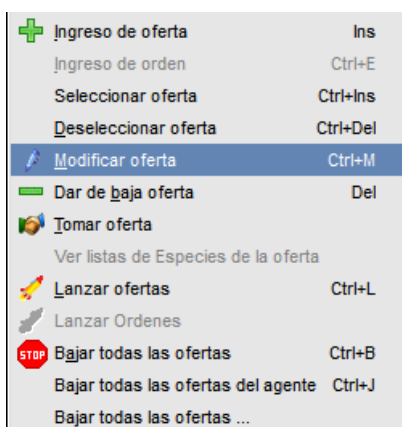 Ingreso de oferta Ins
Ingreso de orden Ctrl+E
Seleccionar oferta Ctrl+Ins
Deseleccionar oferta Ctrl+Del
Modificar oferta Ctrl+M
Dar de baja oferta Del
Tomar oferta
Ver listas de Especies de la oferta
Lanzar ofertas Ctrl+L
Lanzar Ordenes
STOP Bajar todas las ofertas Ctrl+B
Bajar todas las ofertas del agente Ctrl+J
Bajar todas las ofertas ...